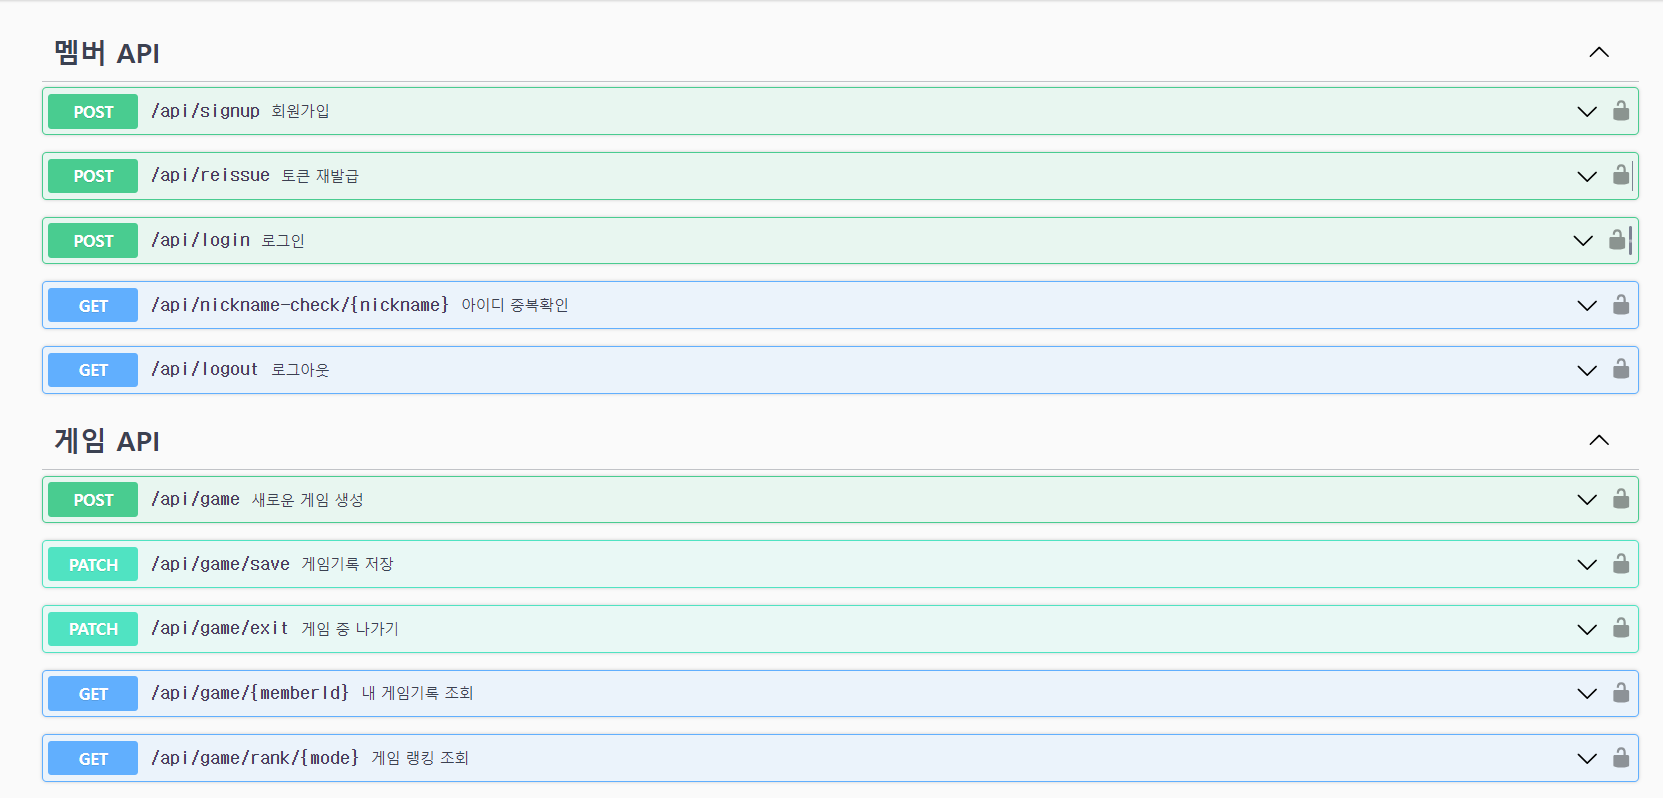 멤버 API
POST /api/signup 회원가입
POST /api/reissue 토큰 재발급
POST /api/login 로그인
GET /api/nickname-check/{nickname} 아이디 중복확인
GET /api/logout 로그아웃
게임 API
POST /api/game 새로운 게임 생성
PATCH /api/game/save 게임기록 저장
PATCH /api/game/exit 게임 중 나가기
GET /api/game/{memberId} 내 게임기록 조회
GET /api/game/rank/{mode} 게임 랭킹 조회